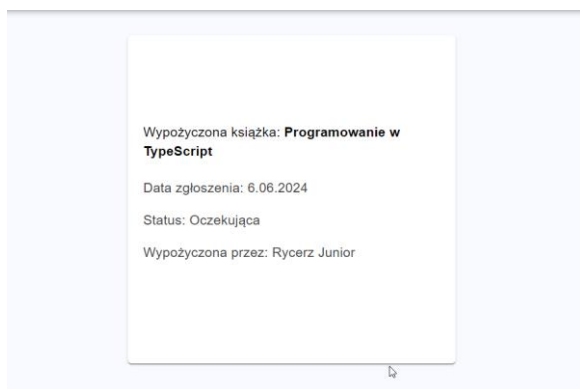 Wypożyczona książka: Programowanie w
TypeScript
Data zgłoszenia: 6.06.2024
Status: Oczekująca
Wypożyczona przez: Rycerz Junior